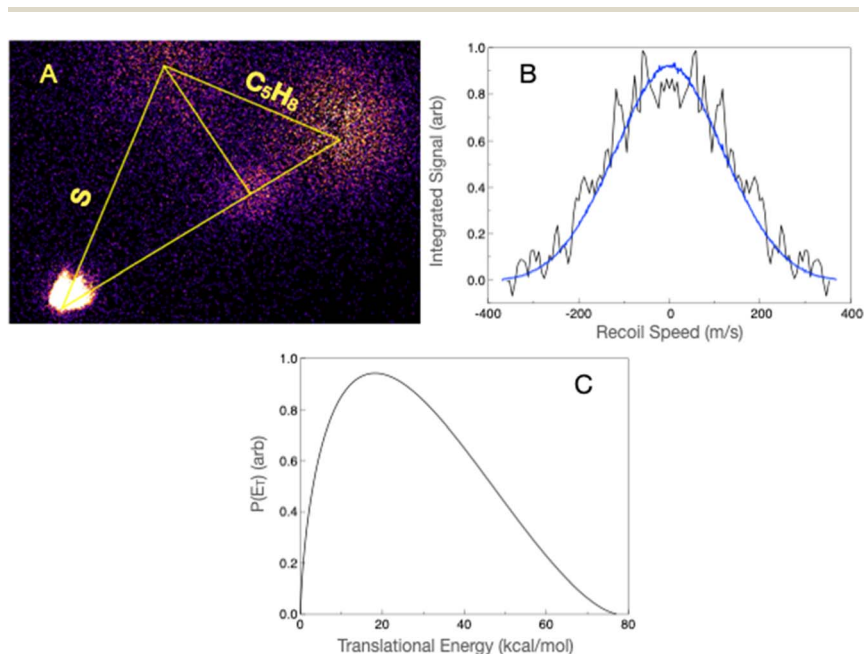 A
S
C₅H₈
B
Integrated Signal (arb)
1.0
0.8
0.6
0.4
0.2
0.0
-400
-200
0
200
400
Recoil Speed (m/s)
C
P(E_T) (arb)
1.0
0.8
0.6
0.4
0.2
0.0
0
20
40
60
80
Translational Energy (kcal/mol)